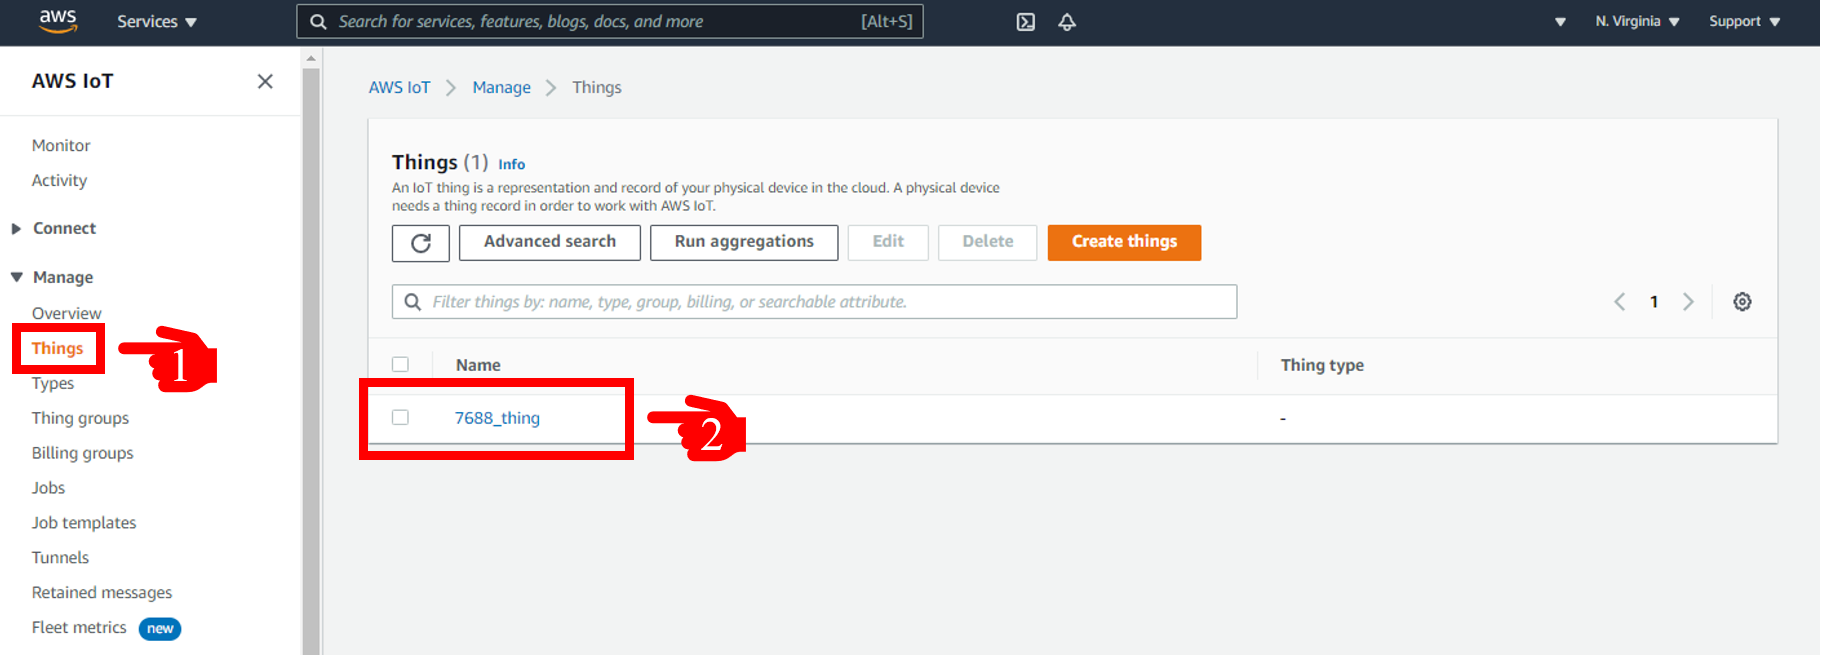 aws
Services
Search for services, features, blogs, docs, and more
[Alt+S]
N. Virginia
Support
AWS IoT
Monitor
Activity
Connect
Manage
Overview
Things
1
Types
Thing groups
Billing groups
Jobs
Job templates
Tunnels
Retained messages
Fleet metrics new
AWS IoT > Manage > Things
Things (1) Info
An IoT thing is a representation and record of your physical device in the cloud. A physical device
needs a thing record in order to work with AWS IoT.
Advanced search
Run aggregations
Edit
Delete
Create things
Filter things by: name, type, group, billing, or searchable attribute.
1
Name
Thing type
7688_thing
-
2